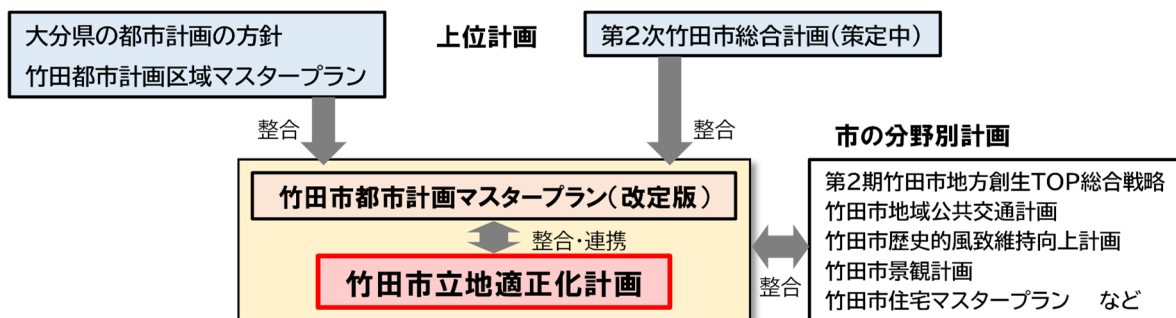 大分県の都市計画の方針
竹田都市計画区域マスタープラン
上位計画
第2次竹田市総合計画(策定中)
整合
整合
市の分野別計画
竹田市都市計画マスタープラン(改定版)
整合・連携
竹田市立地適正化計画
整合
第2期竹田市地方創生TOP総合戦略
竹田市地域公共交通計画
竹田市歴史的風致維持向上計画
竹田市景観計画
竹田市住宅マスタープラン　など